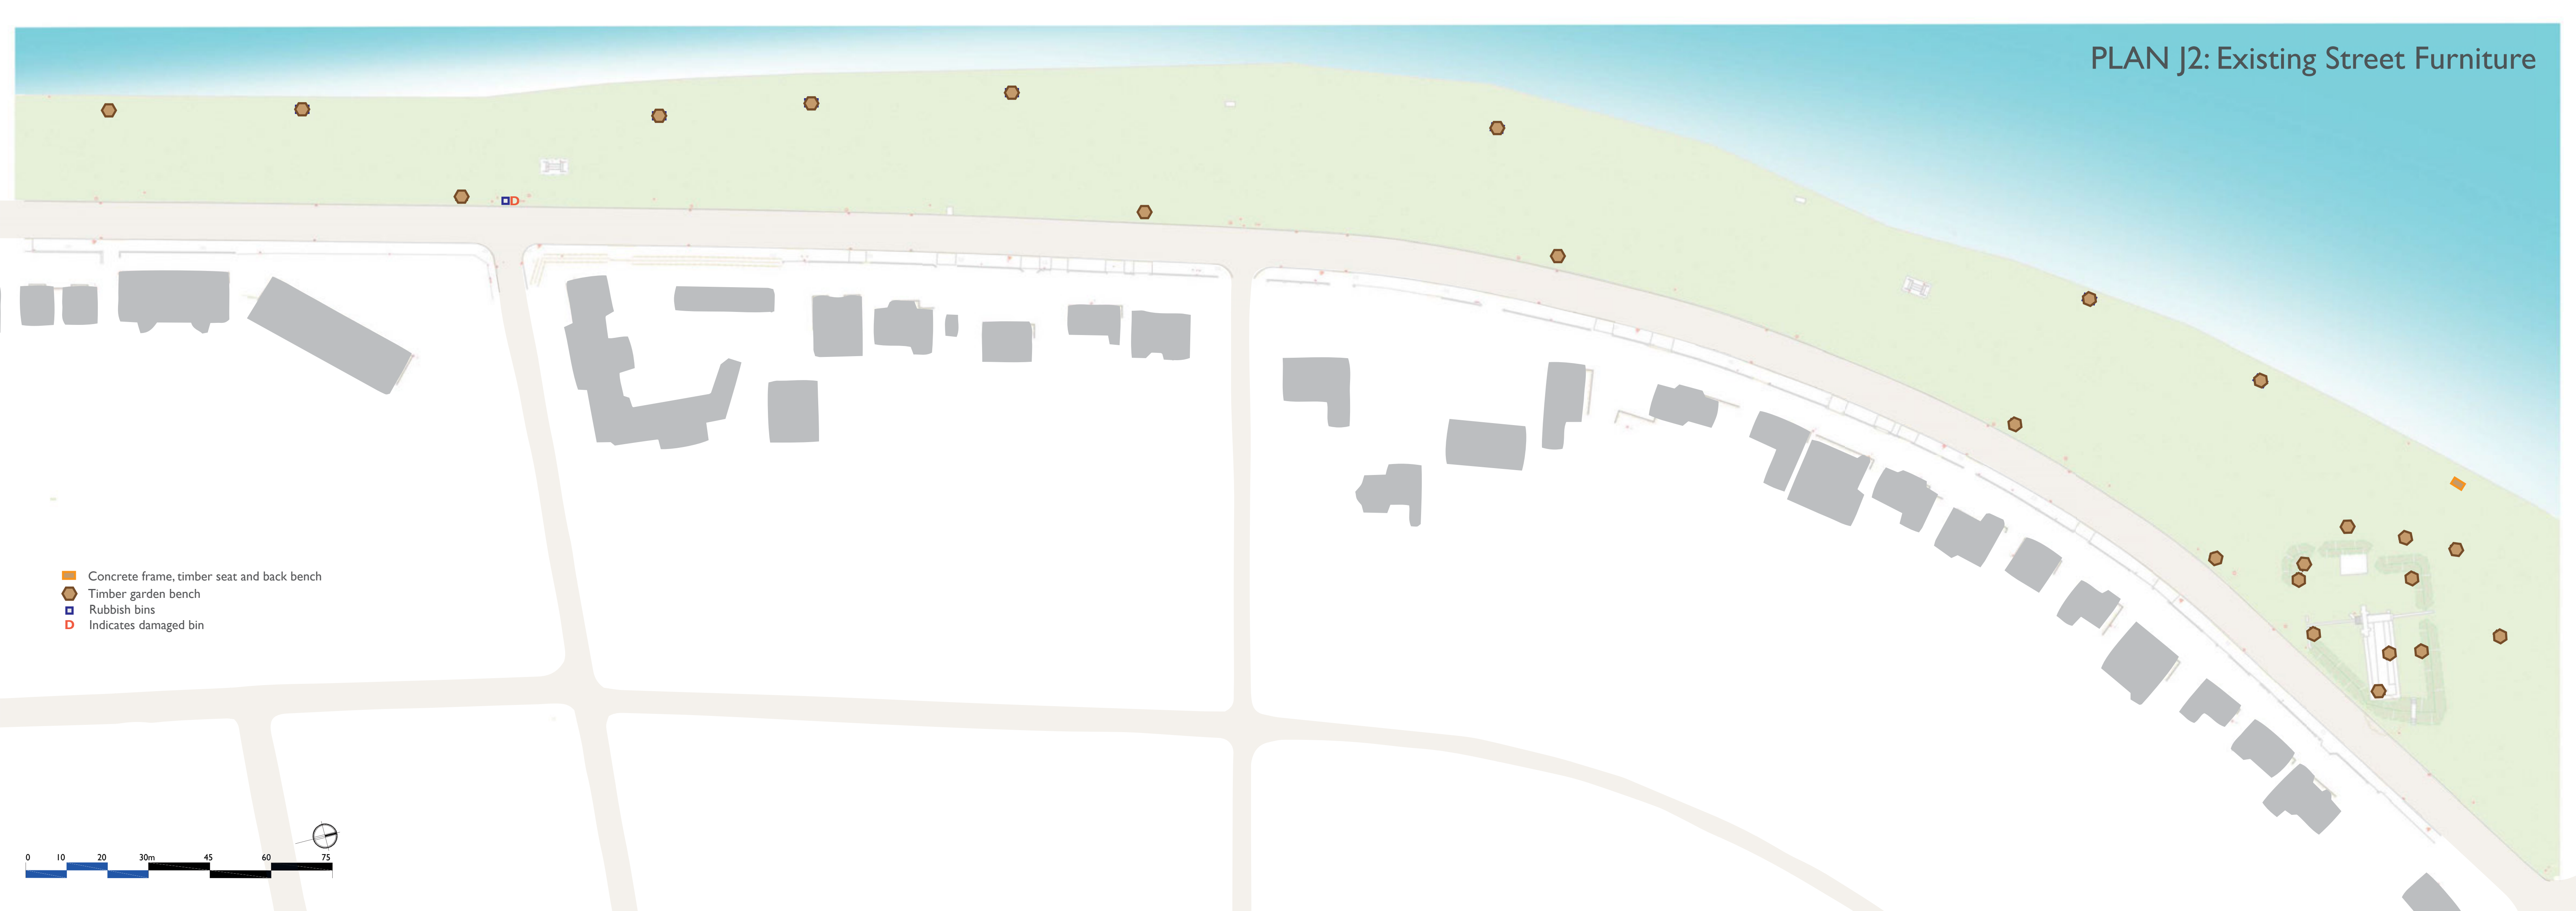 PLAN J2: Existing Street Furniture
D
Concrete frame, timber seat and back bench
Timber garden bench
Rubbish bins
D Indicates damaged bin
0 10 20 30m 45 60 75